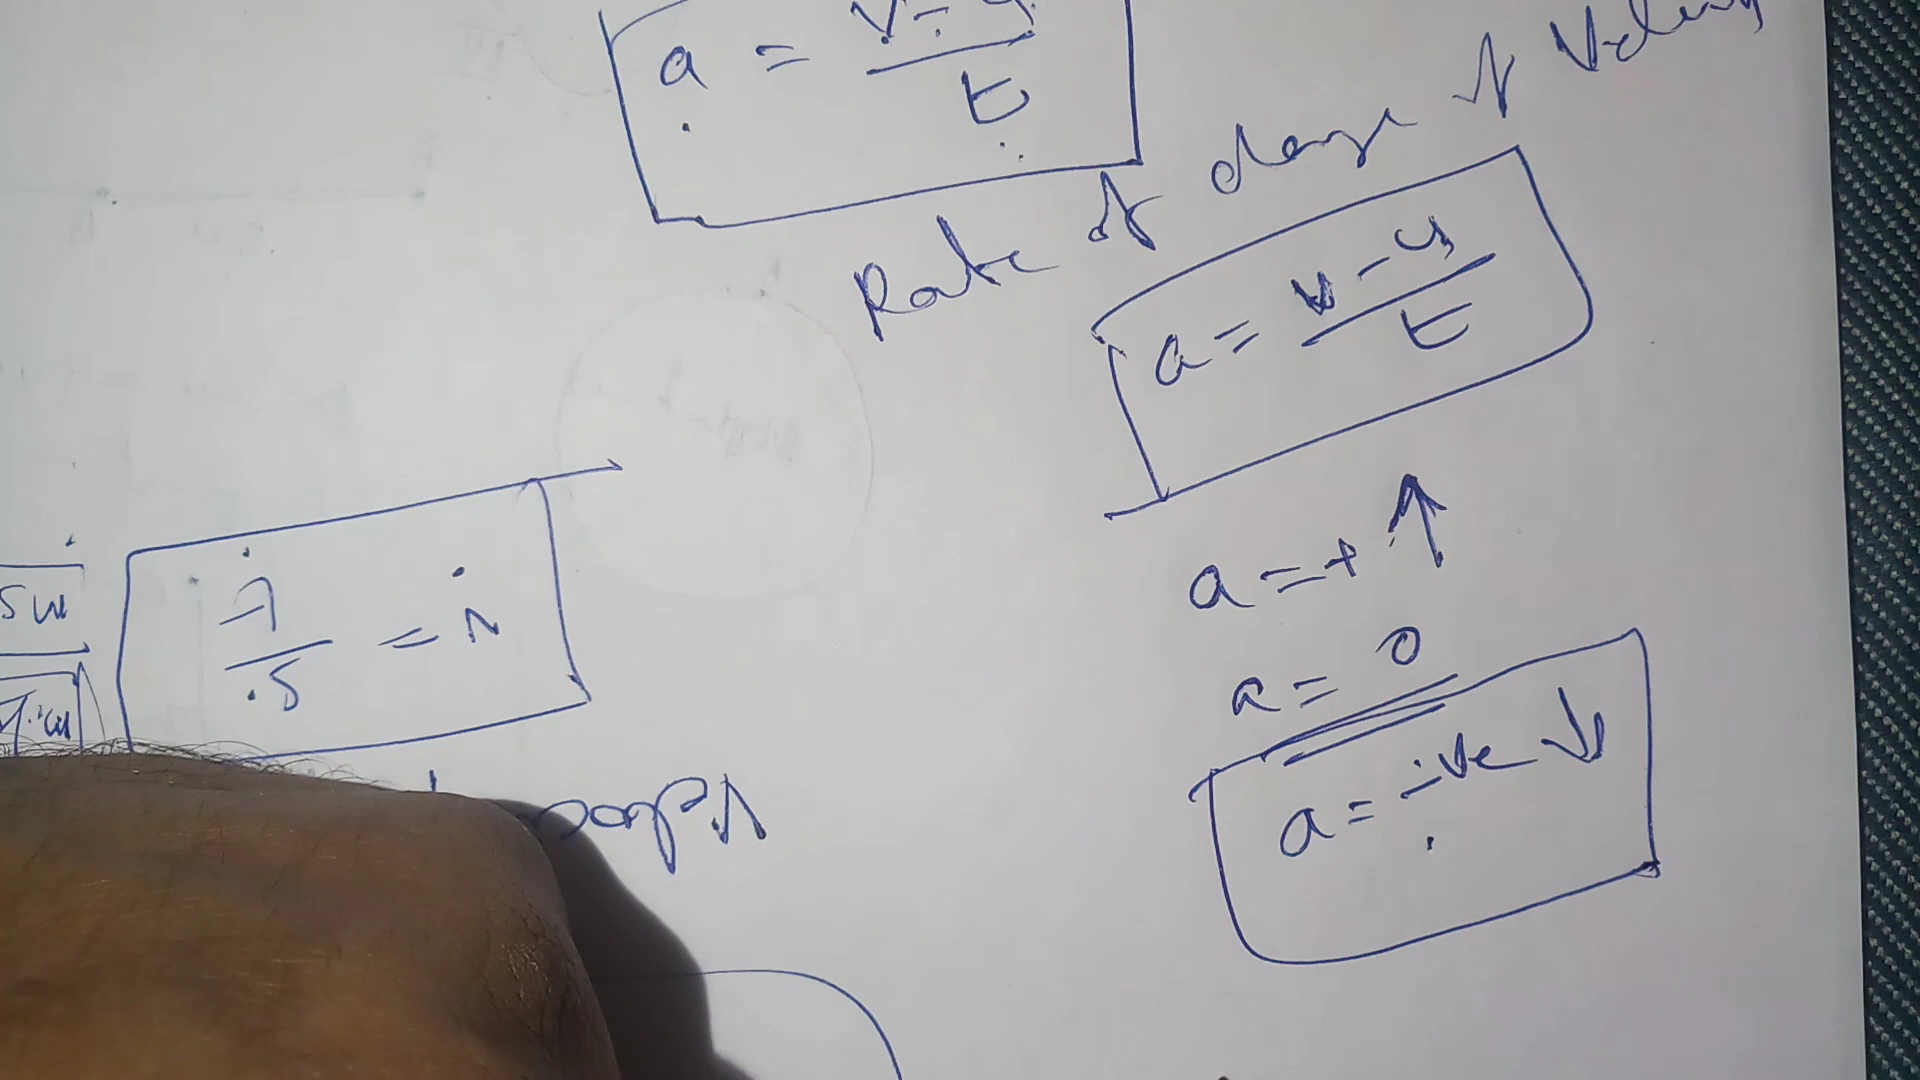 a = v - u / t
Rate of change of Velocity
a = v - u / t
a = + ↑
a = 0
a = -ve ↓
v = s / t